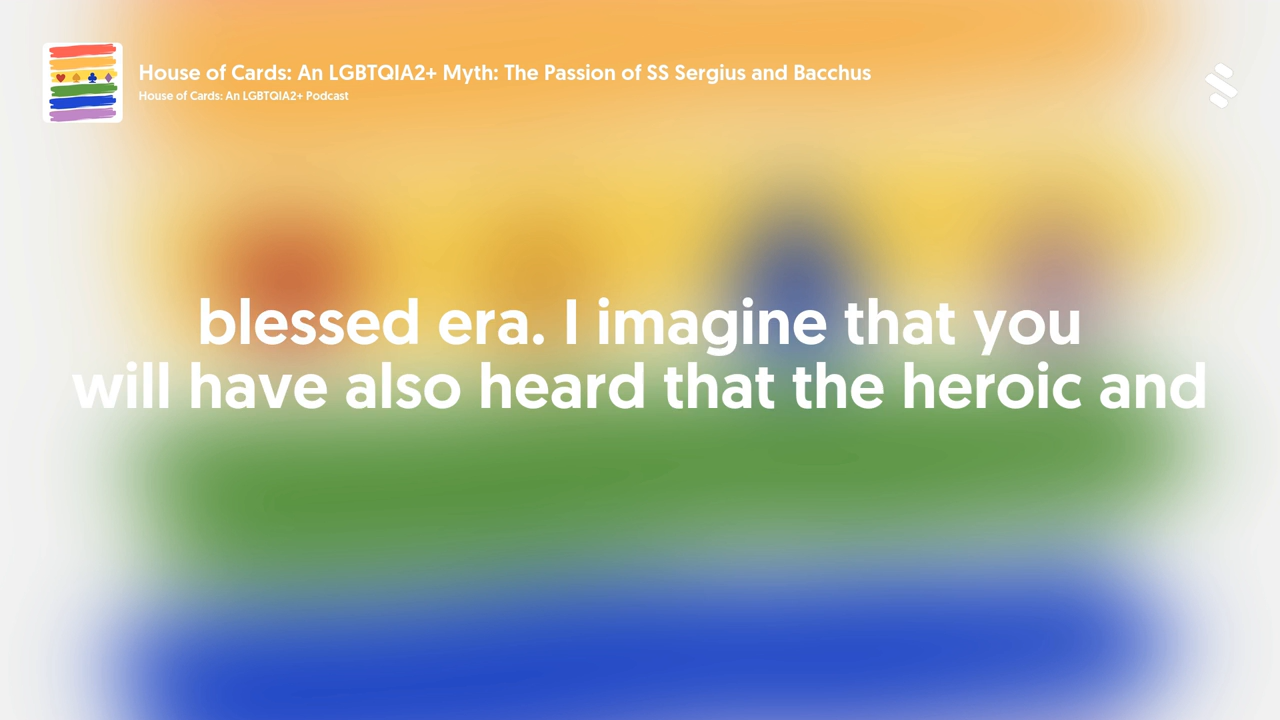 House of Cards: An LGBTQIA2+ Myth: The Passion of SS Sergius and Bacchus
House of Cards: An LGBTQIA2+ Podcast
blessed era. I imagine that you
will have also heard that the heroic and